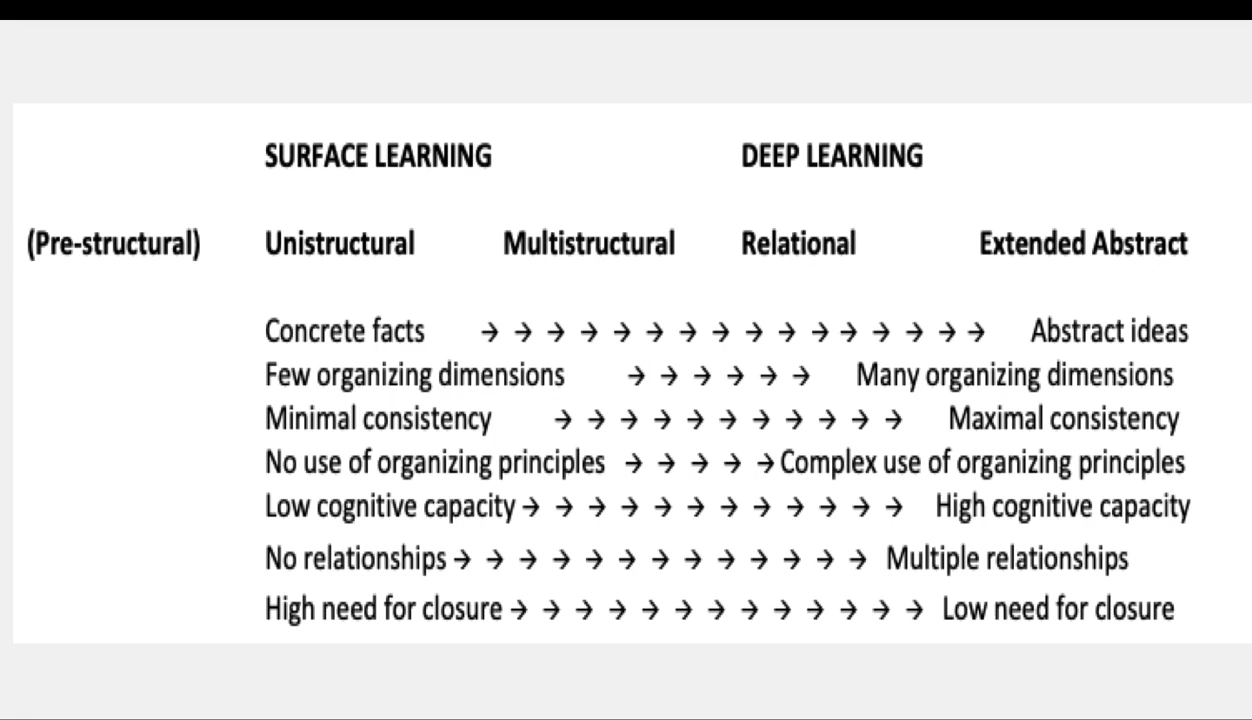 SURFACE LEARNING DEEP LEARNING
(Pre-structural) Unistructural Multistructural Relational Extended Abstract
Concrete facts → → → → → → → → → → → → → → → → Abstract ideas
Few organizing dimensions → → → → → → Many organizing dimensions
Minimal consistency → → → → → → → → → → → Maximal consistency
No use of organizing principles → → → → → Complex use of organizing principles
Low cognitive capacity → → → → → → → → → → → → High cognitive capacity
No relationships → → → → → → → → → → → → → Multiple relationships
High need for closure → → → → → → → → → → → → → Low need for closure